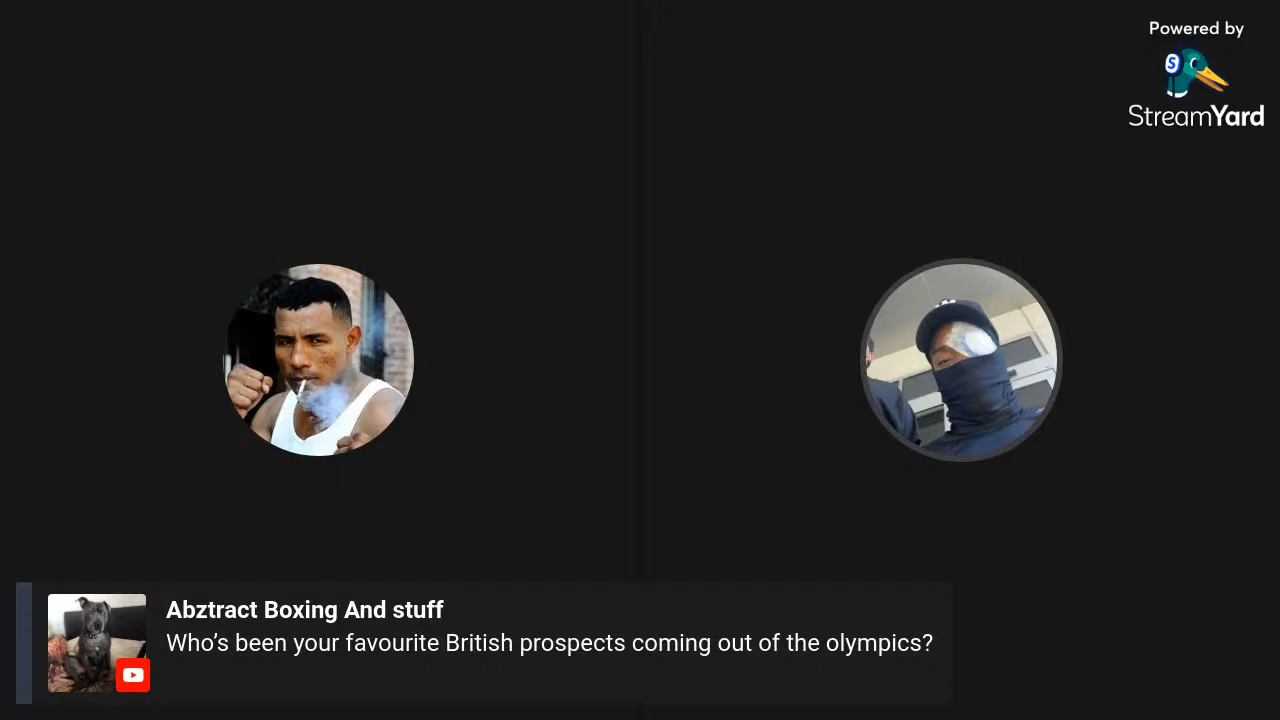 Powered by
S
StreamYard
Abztract Boxing And stuff
Who’s been your favourite British prospects coming out of the olympics?